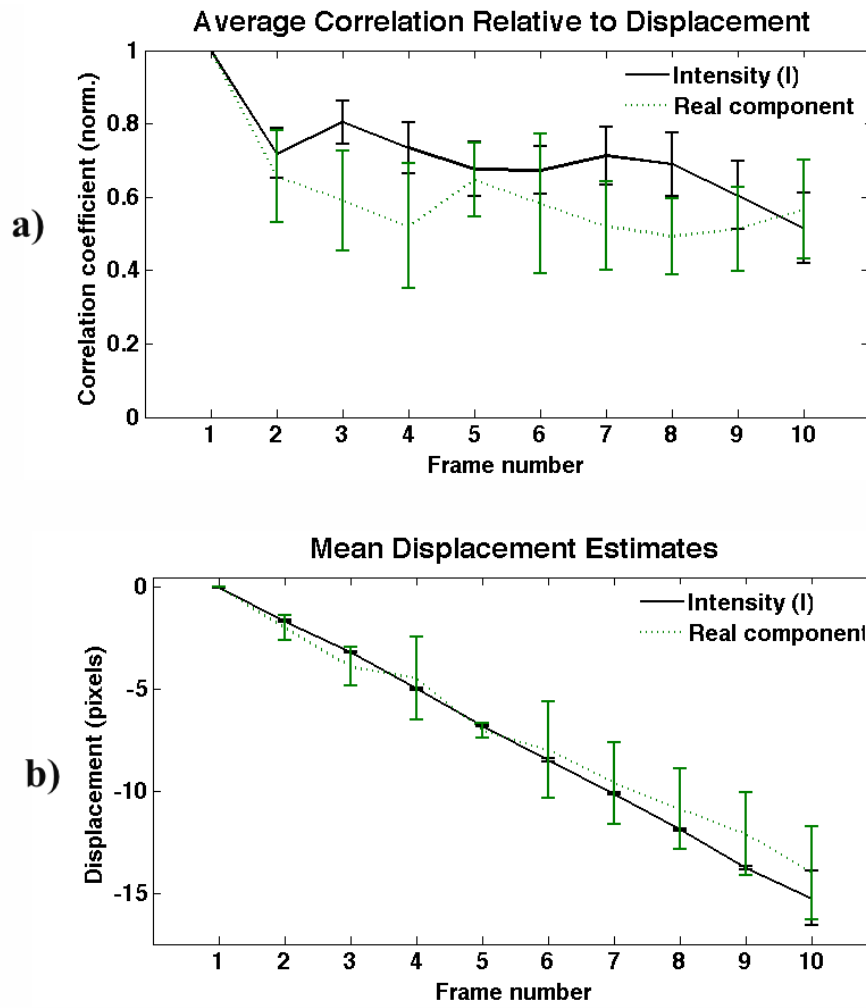 Average Correlation Relative to Displacement
a)
Correlation coefficient (norm.)
1
0.8
0.6
0.4
0.2
0
Intensity (I)
Real component
1 2 3 4 5 6 7 8 9 10
Frame number
Mean Displacement Estimates
b)
Displacement (pixels)
0
-5
-10
-15
Intensity (I)
Real component
1 2 3 4 5 6 7 8 9 10
Frame number